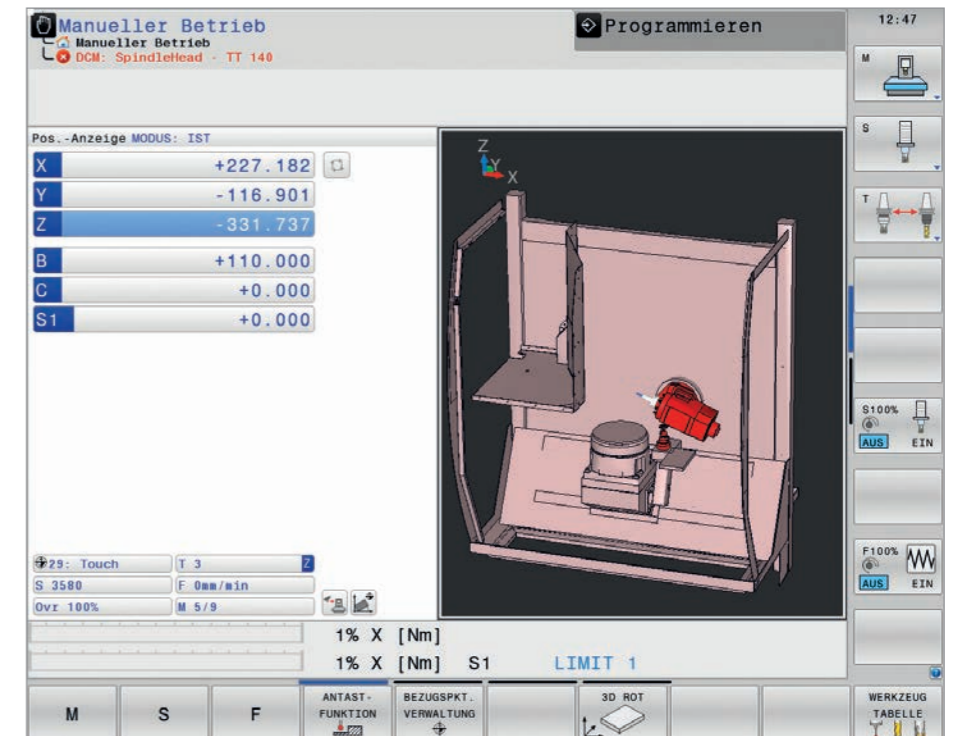 Manueller Betrieb
Manueller Betrieb
DCM: SpindleHead - TT 140
Programmieren
12:47
Pos.-Anzeige MODUS: IST
X +227.182
Y -116.901
Z -331.737
B +110.000
C +0.000
S1 +0.000
Z
Y
X
M
S
T
S100%
AUS EIN
F100%
AUS EIN
29: Touch T 3 Z
S 3580 F 0mm/min
Ovr 100% M 5/9
1% X [Nm]
1% X [Nm] S1 LIMIT 1
M
S
F
ANTAST-
FUNKTION
BEZUGSPKT.
VERWALTUNG
3D ROT
WERKZEUG
TABELLE